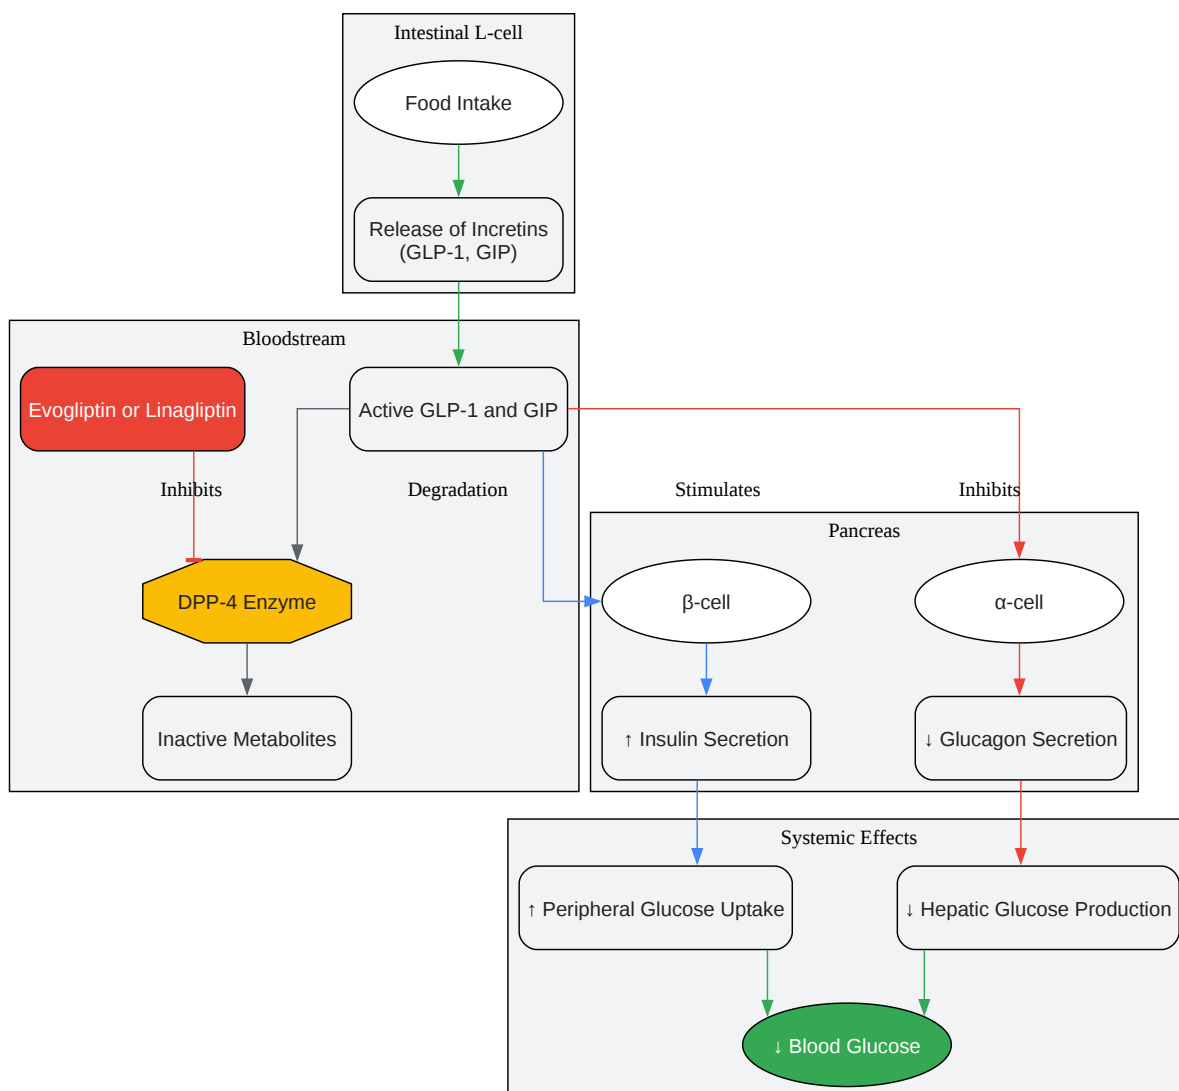 Intestinal L-cell
Food Intake
Release of Incretins
(GLP-1, GIP)
Bloodstream
Evogliptin or Linagliptin
Active GLP-1 and GIP
Inhibits
Degradation
Stimulates
Inhibits
Pancreas
DPP-4 Enzyme
β-cell
α-cell
Inactive Metabolites
↑ Insulin Secretion
↓ Glucagon Secretion
Systemic Effects
↑ Peripheral Glucose Uptake
↓ Hepatic Glucose Production
↓ Blood Glucose